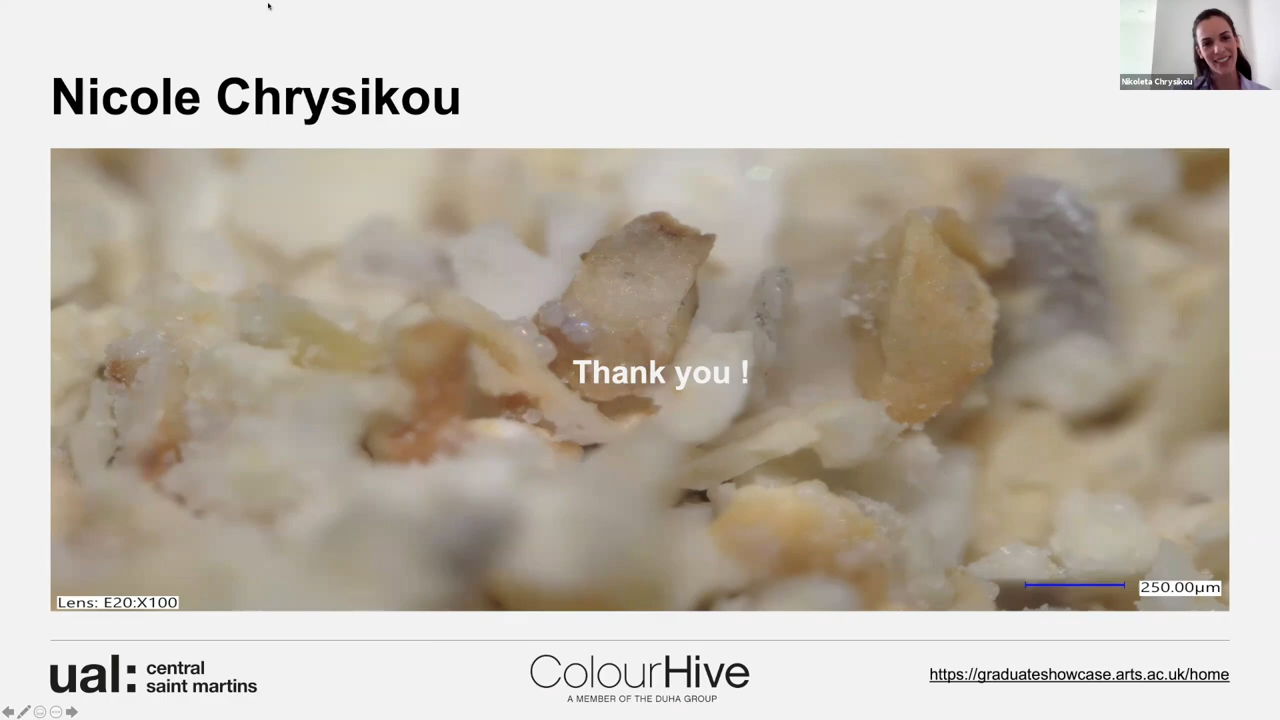 Nikoleta Chrysikou
Nicole Chrysikou
Thank you !
Lens: E20:X100
250.00µm
ual: central
saint martins
ColourHive
A MEMBER OF THE DUHA GROUP
https://graduateshowcase.arts.ac.uk/home